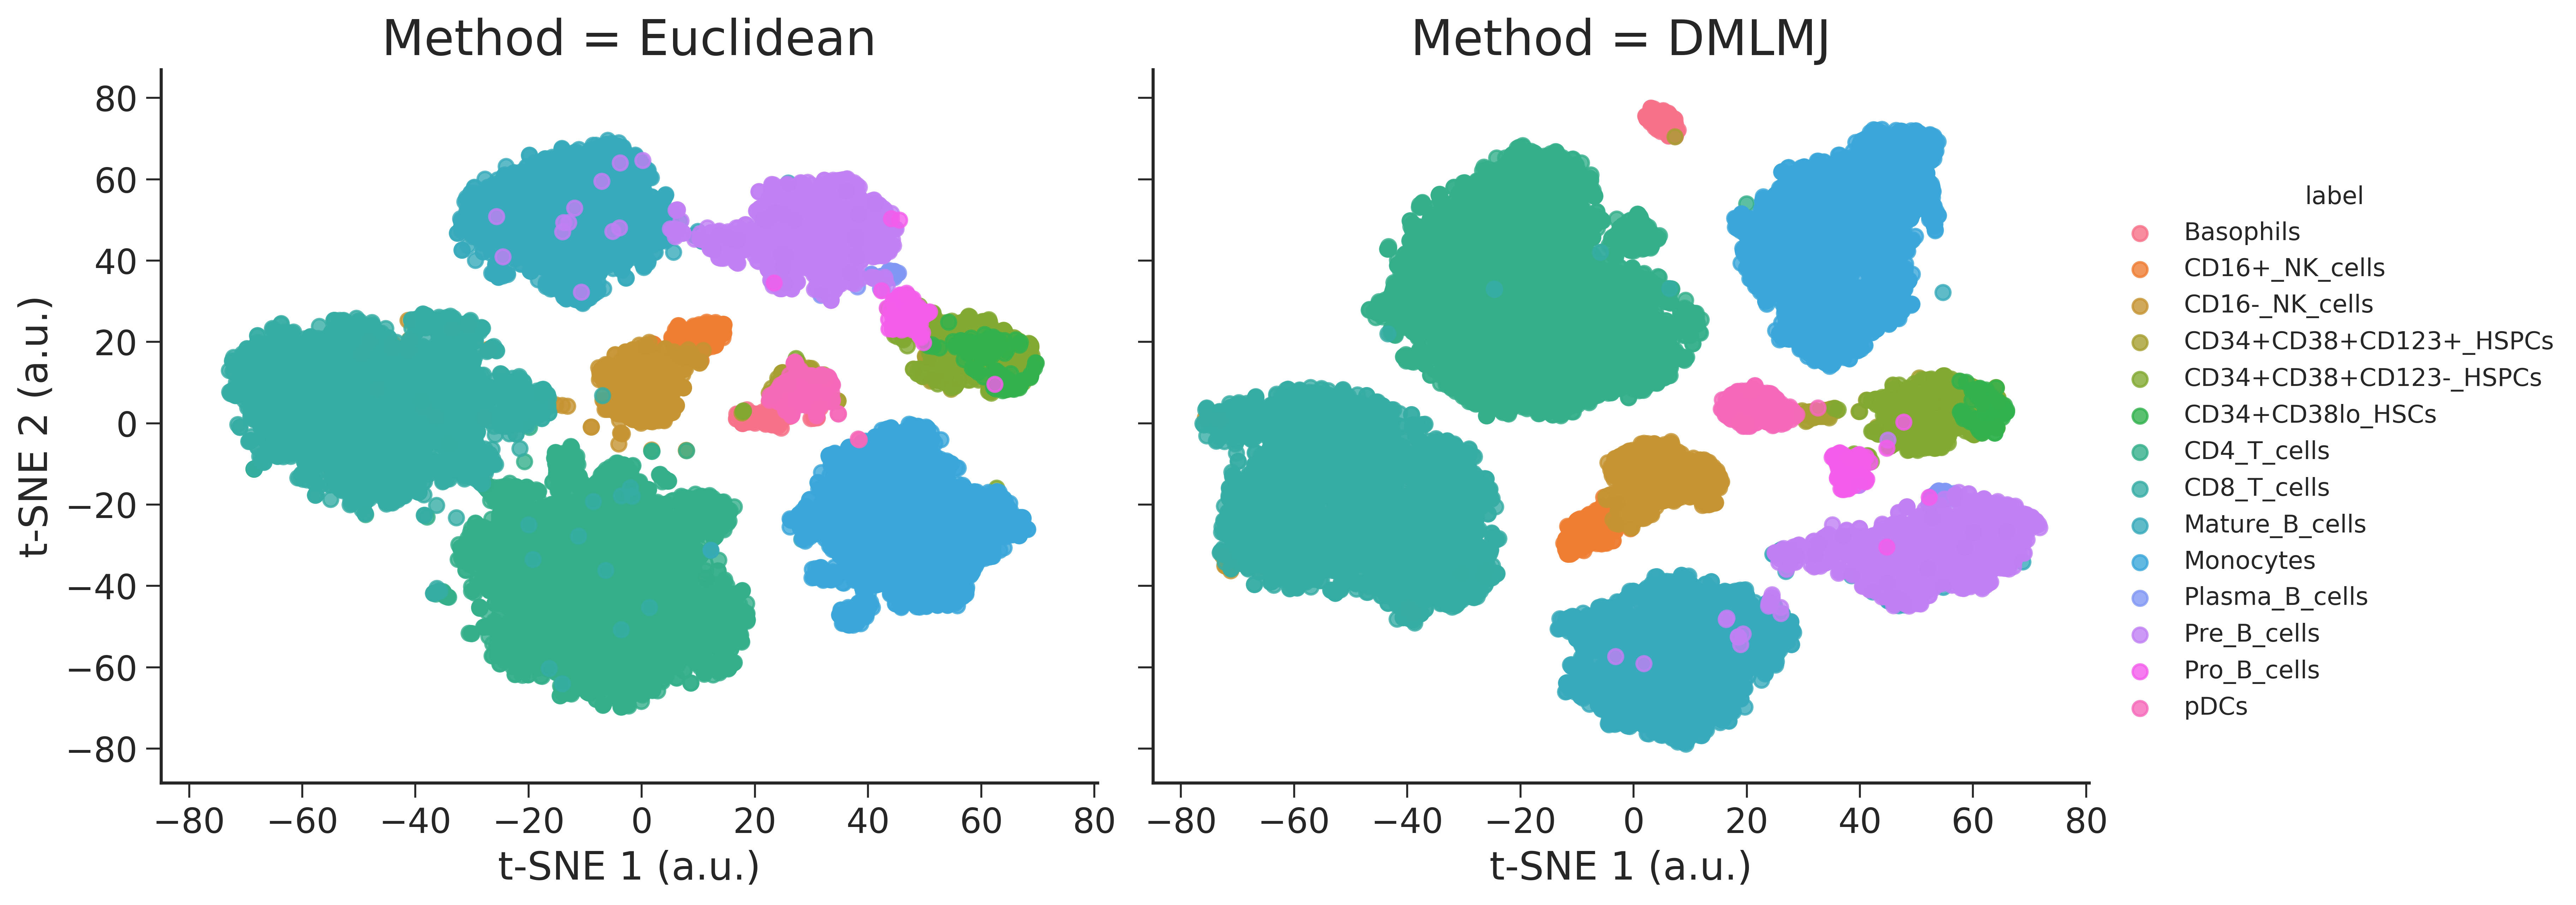 Method = Euclidean
Method = DMLMJ
t-SNE 2 (a.u.)
80
60
40
20
0
−20
−40
−60
−80
−80 −60 −40 −20 0 20 40 60 80
−80 −60 −40 −20 0 20 40 60 80
t-SNE 1 (a.u.)
t-SNE 1 (a.u.)
label
Basophils
CD16+_NK_cells
CD16-_NK_cells
CD34+CD38+CD123+_HSPCs
CD34+CD38+CD123-_HSPCs
CD34+CD38lo_HSCs
CD4_T_cells
CD8_T_cells
Mature_B_cells
Monocytes
Plasma_B_cells
Pre_B_cells
Pro_B_cells
pDCs